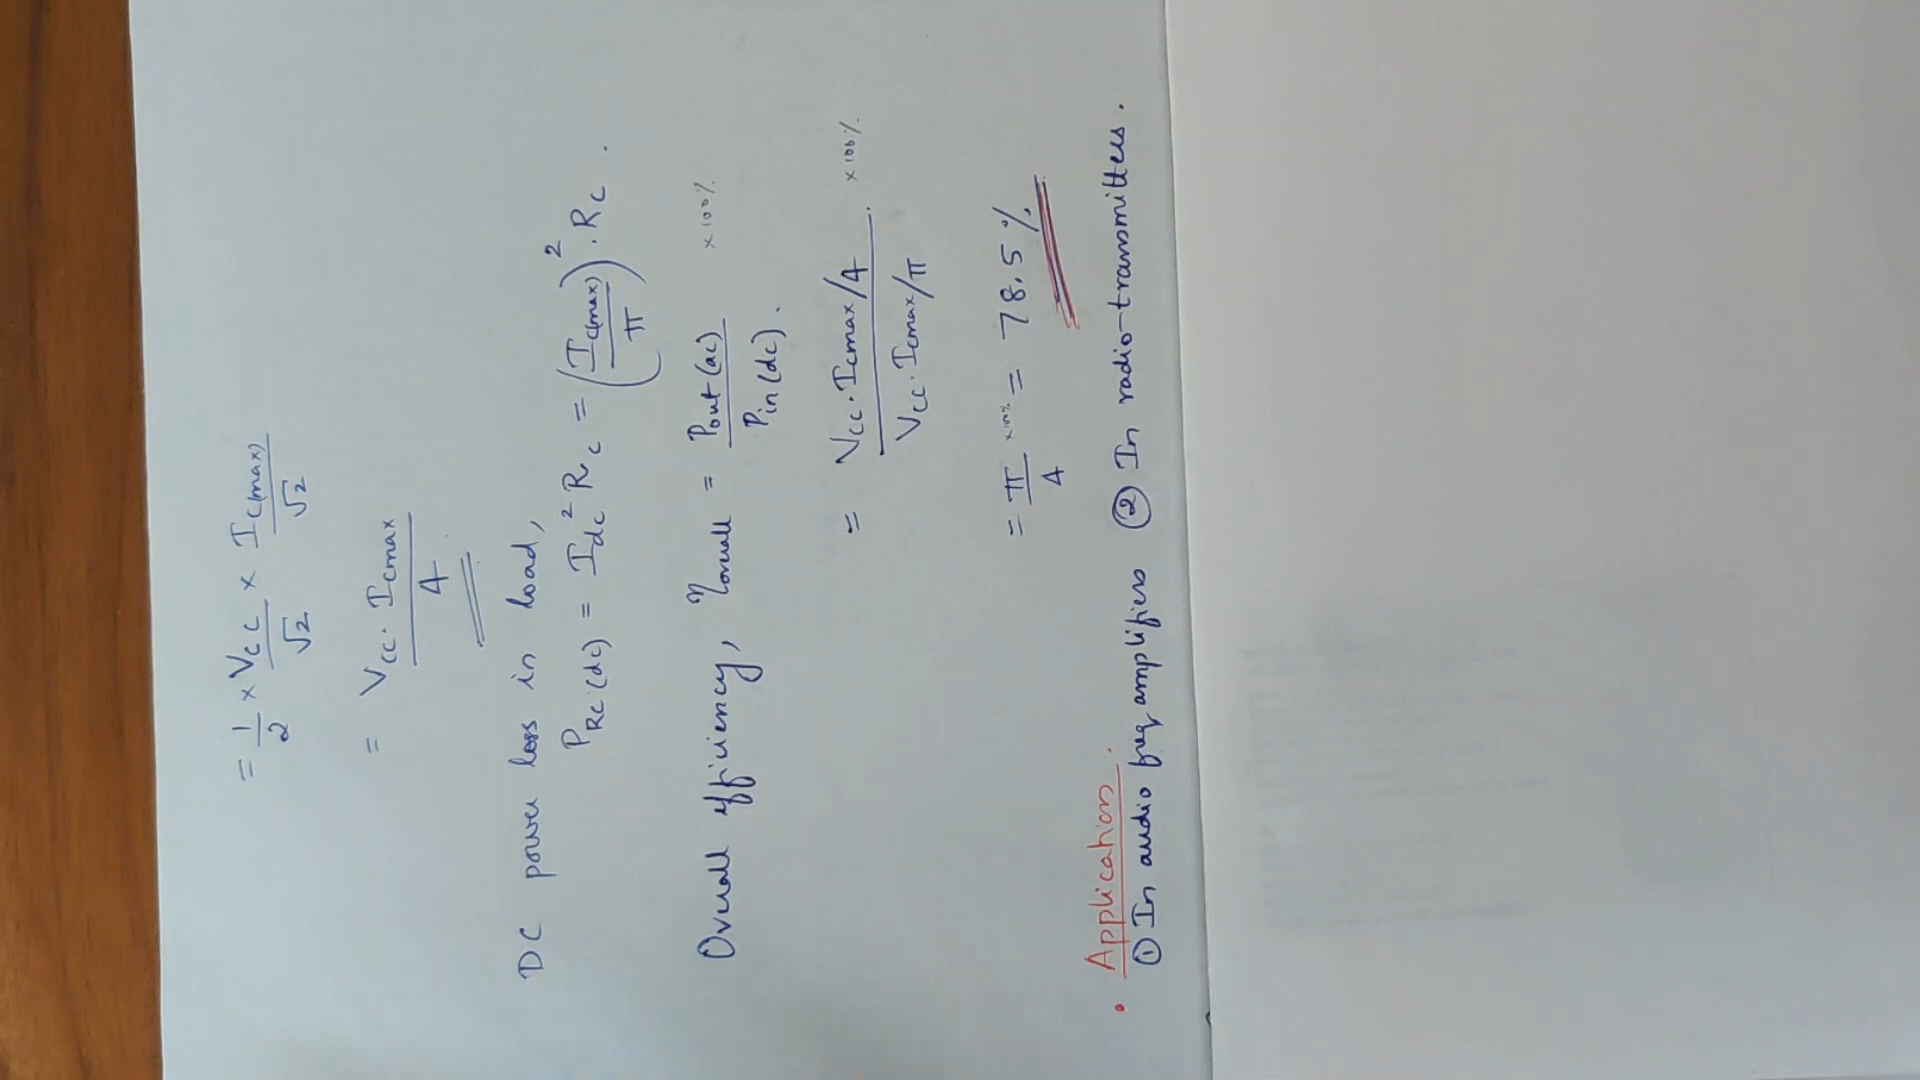 = 1/2 × VCC/√2 × IC(max)/√2
= VCC · ICmax / 4
DC power loss in load,
PRC(dc) = Idc² RC = (IC(max)/π)² · RC .
Overall efficiency, ηoverall = Pout(ac) / Pin(dc) . × 100%
= VCC · ICmax/4 / VCC · ICmax/π . × 100%
= π/4 × 100% = 78.5%
• Applications .
① In audio freq amplifiers ② In radio-transmitters .